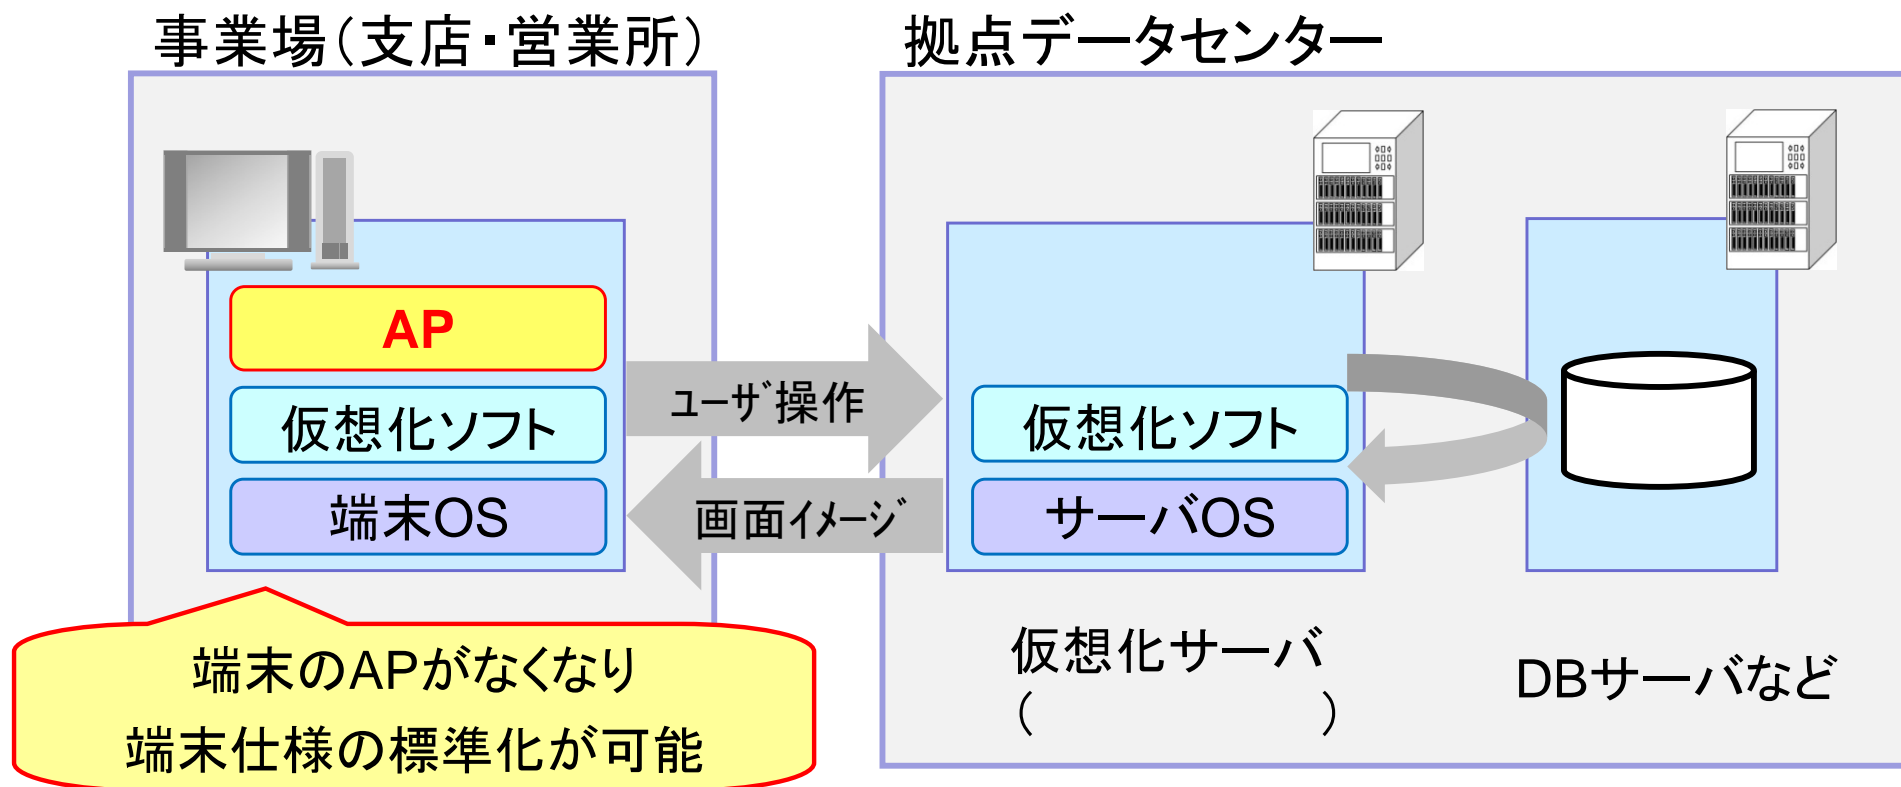 事業場（支店・営業所）
拠点データセンター
AP
仮想化ソフト
端末OS
ﾕｰｻﾞ操作
画面ｲﾒｰｼﾞ
仮想化ソフト
サーバOS
端末のAPがなくなり
端末仕様の標準化が可能
仮想化サーバ
（　　　　　　）
DBサーバなど